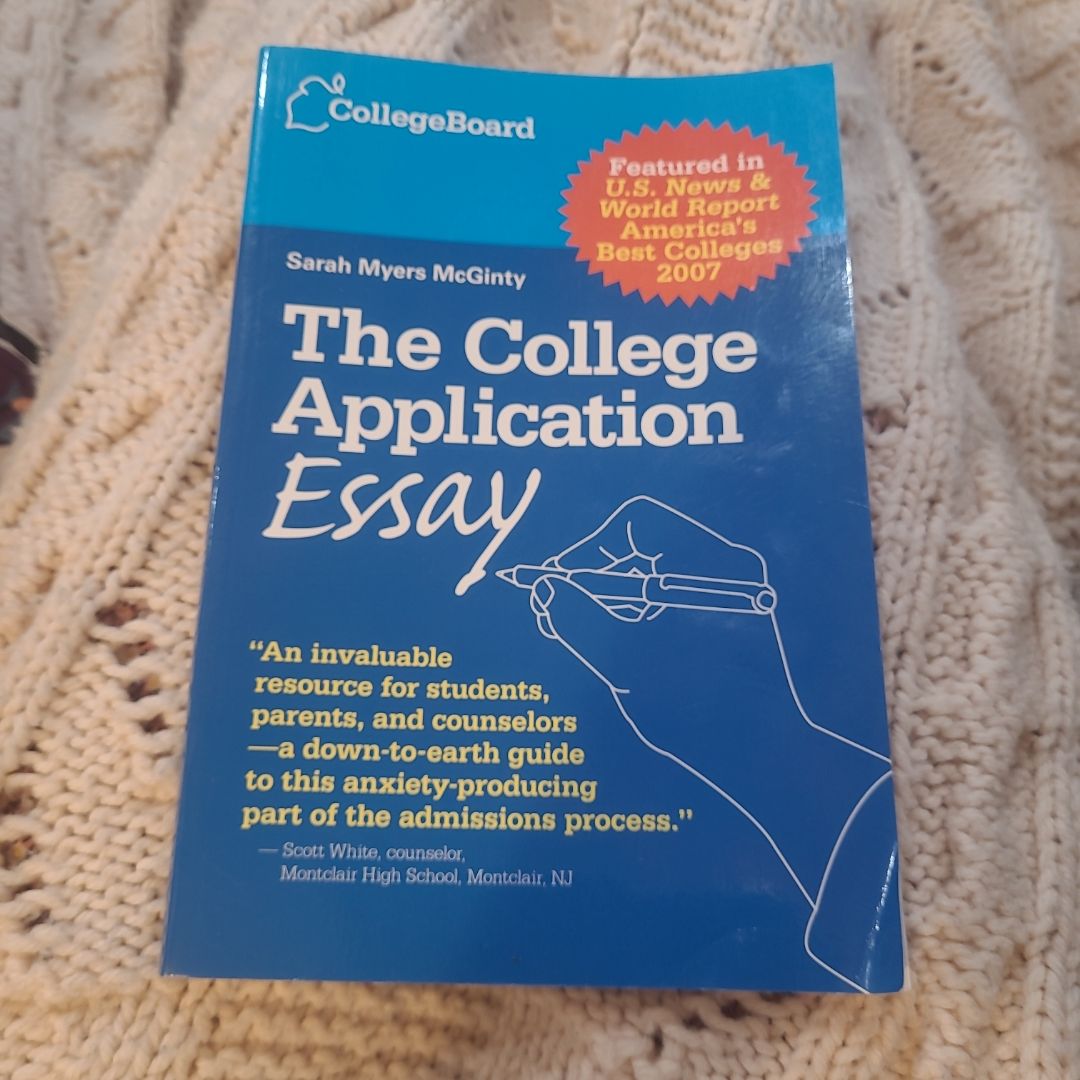 CollegeBoard
Featured in
U.S. News &
World Report
America's
Best Colleges
2007
Sarah Myers McGinty
The College
Application
Essay
“An invaluable
resource for students,
parents, and counselors
—a down-to-earth guide
to this anxiety-producing
part of the admissions process.”
— Scott White, counselor,
Montclair High School, Montclair, NJ